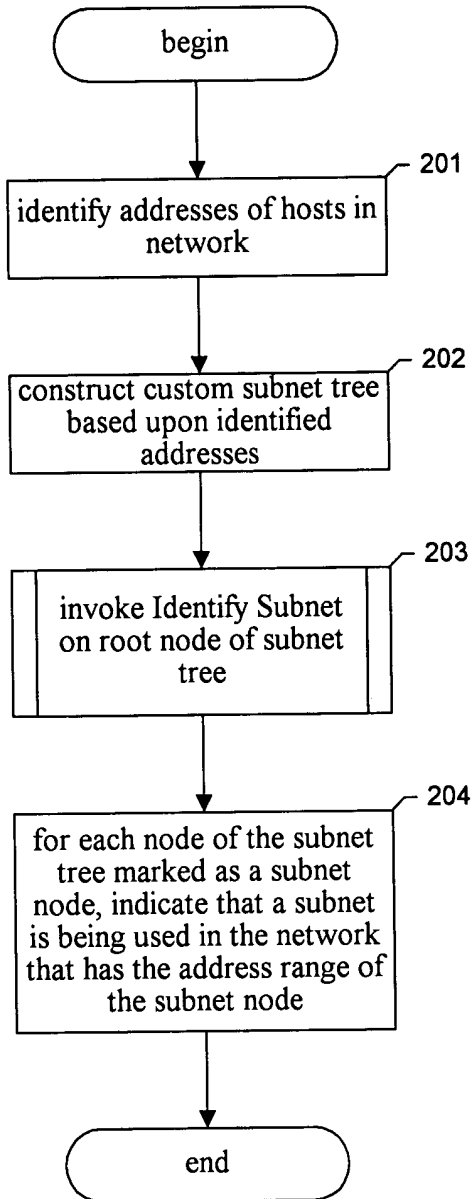 begin
201
identify addresses of hosts in
network
202
construct custom subnet tree
based upon identified
addresses
203
invoke Identify Subnet
on root node of subnet
tree
204
for each node of the subnet
tree marked as a subnet
node, indicate that a subnet
is being used in the network
that has the address range of
the subnet node
end